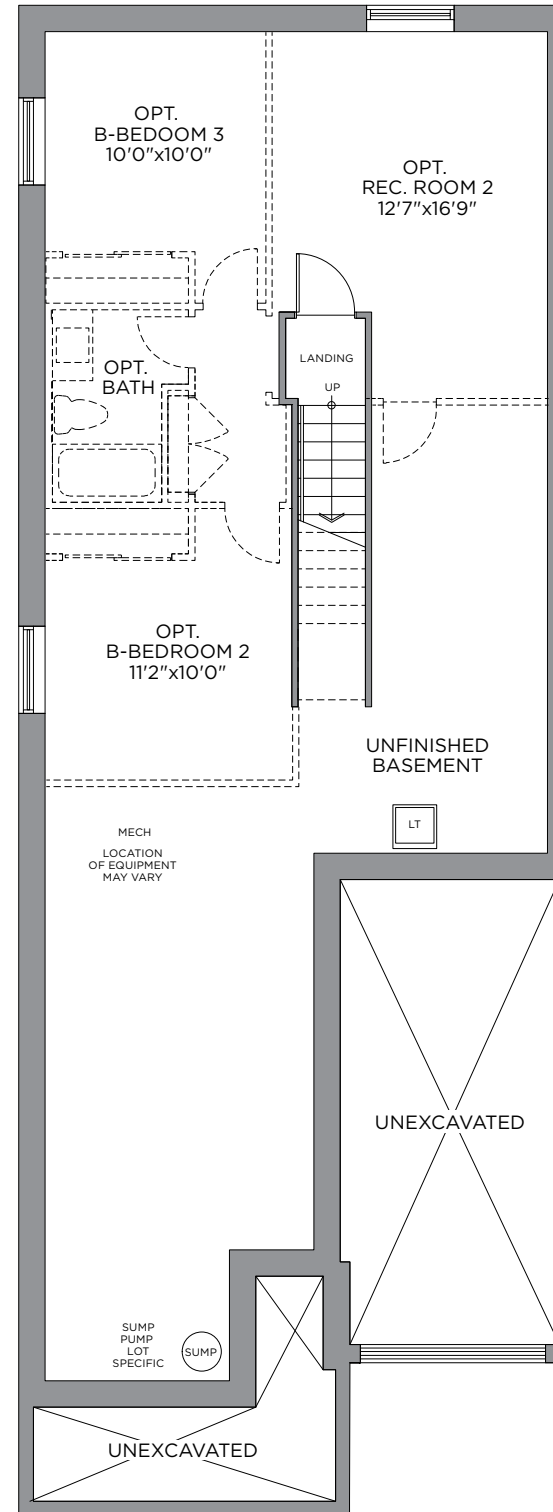 OPT.
B-BEDOOM 3
10'0"x10'0"
OPT.
REC. ROOM 2
12'7"x16'9"
OPT.
BATH
LANDING
UP
OPT.
B-BEDROOM 2
11'2"x10'0"
UNFINISHED
BASEMENT
LT
MECH
LOCATION
OF EQUIPMENT
MAY VARY
UNEXCAVATED
SUMP
PUMP
LOT
SPECIFIC
SUMP
UNEXCAVATED